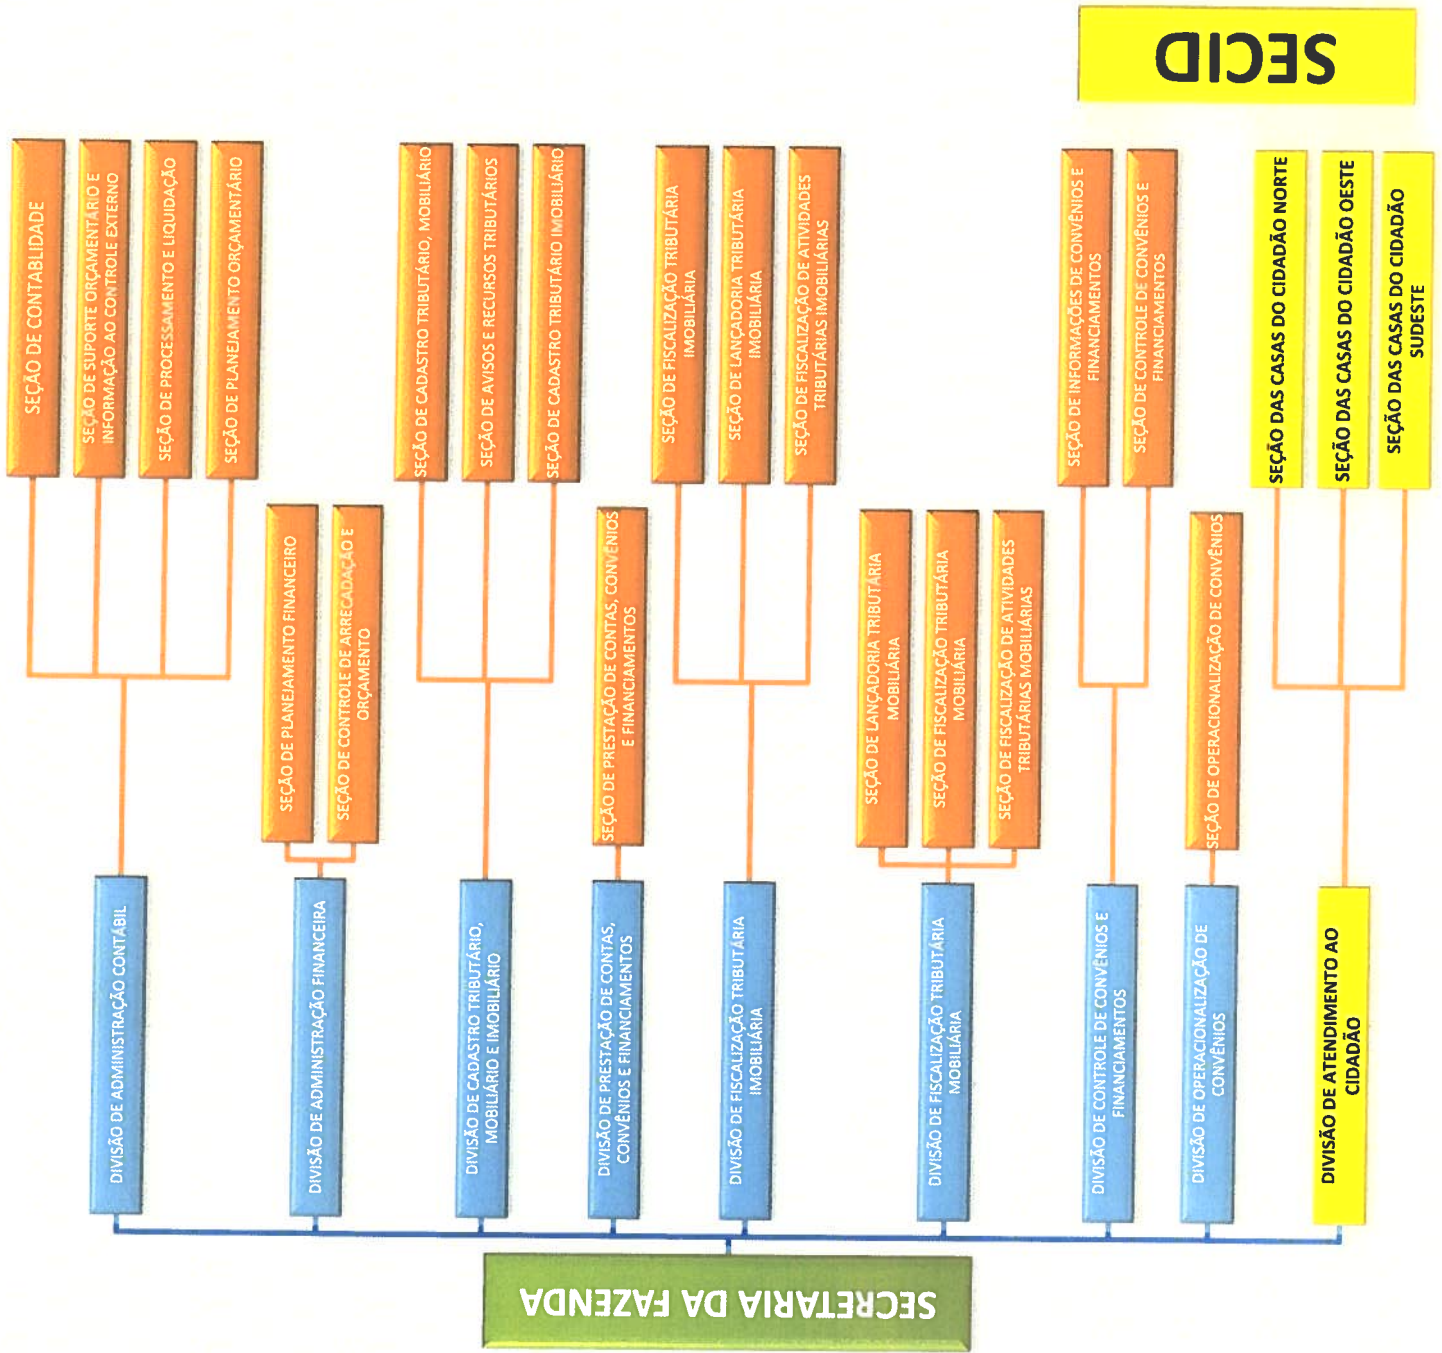 SECRETARIA DA FAZENDA
DIVISÃO DE ADMINISTRAÇÃO CONTÁBIL
SEÇÃO DE CONTABLIDADE
SEÇÃO DE SUPORTE ORÇAMENTÁRIO E
INFORMAÇÃO AO CONTROLE EXTERNO
SEÇÃO DE PROCESSAMENTO E LIQUIDAÇÃO
SEÇÃO DE PLANEJAMENTO ORÇAMENTÁRIO
DIVISÃO DE ADMINISTRAÇÃO FINANCEIRA
SEÇÃO DE PLANEJAMENTO FINANCEIRO
SEÇÃO DE CONTROLE DE ARRECADAÇÃO E
ORÇAMENTO
DIVISÃO DE CADASTRO TRIBUTÁRIO,
MOBILIÁRIO E IMOBILIÁRIO
SEÇÃO DE CADASTRO TRIBUTÁRIO, MOBILIÁRIO
SEÇÃO DE AVISOS E RECURSOS TRIBUTÁRIOS
SEÇÃO DE CADASTRO TRIBUTÁRIO IMOBILIÁRIO
DIVISÃO DE PRESTAÇÃO DE CONTAS,
CONVÊNIOS E FINANCIAMENTOS
SEÇÃO DE PRESTAÇÃO DE CONTAS, CONVÊNIOS
E FINANCIAMENTOS
DIVISÃO DE FISCALIZAÇÃO TRIBUTÁRIA
IMOBILIÁRIA
SEÇÃO DE FISCALIZAÇÃO TRIBUTÁRIA
IMOBILIÁRIA
SEÇÃO DE LANÇADORIA TRIBUTÁRIA
IMOBILIÁRIA
SEÇÃO DE FISCALIZAÇÃO DE ATIVIDADES
TRIBUTÁRIAS IMOBILIÁRIAS
DIVISÃO DE FISCALIZAÇÃO TRIBUTÁRIA
MOBILIÁRIA
SEÇÃO DE LANÇADORIA TRIBUTÁRIA
MOBILIÁRIA
SEÇÃO DE FISCALIZAÇÃO TRIBUTÁRIA
MOBILIÁRIA
SEÇÃO DE FISCALIZAÇÃO DE ATIVIDADES
TRIBUTÁRIAS MOBILIÁRIAS
DIVISÃO DE CONTROLE DE CONVÊNIOS E
FINANCIAMENTOS
SEÇÃO DE INFORMAÇÕES DE CONVÊNIOS E
FINANCIAMENTOS
SEÇÃO DE CONTROLE DE CONVÊNIOS E
FINANCIAMENTOS
DIVISÃO DE OPERACIONALIZAÇÃO DE
CONVÊNIOS
SEÇÃO DE OPERACIONALIZAÇÃO DE CONVÊNIOS
DIVISÃO DE ATENDIMENTO AO
CIDADÃO
SEÇÃO DAS CASAS DO CIDADÃO NORTE
SEÇÃO DAS CASAS DO CIDADÃO OESTE
SEÇÃO DAS CASAS DO CIDADÃO
SUDESTE
SECID